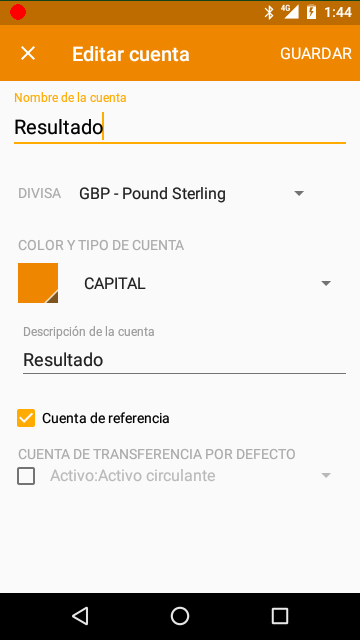 4G 1:44
Editar cuenta GUARDAR
Nombre de la cuenta
Resultado
DIVISA GBP - Pound Sterling
COLOR Y TIPO DE CUENTA
CAPITAL
Descripción de la cuenta
Resultado
Cuenta de referencia
CUENTA DE TRANSFERENCIA POR DEFECTO
Activo:Activo circulante